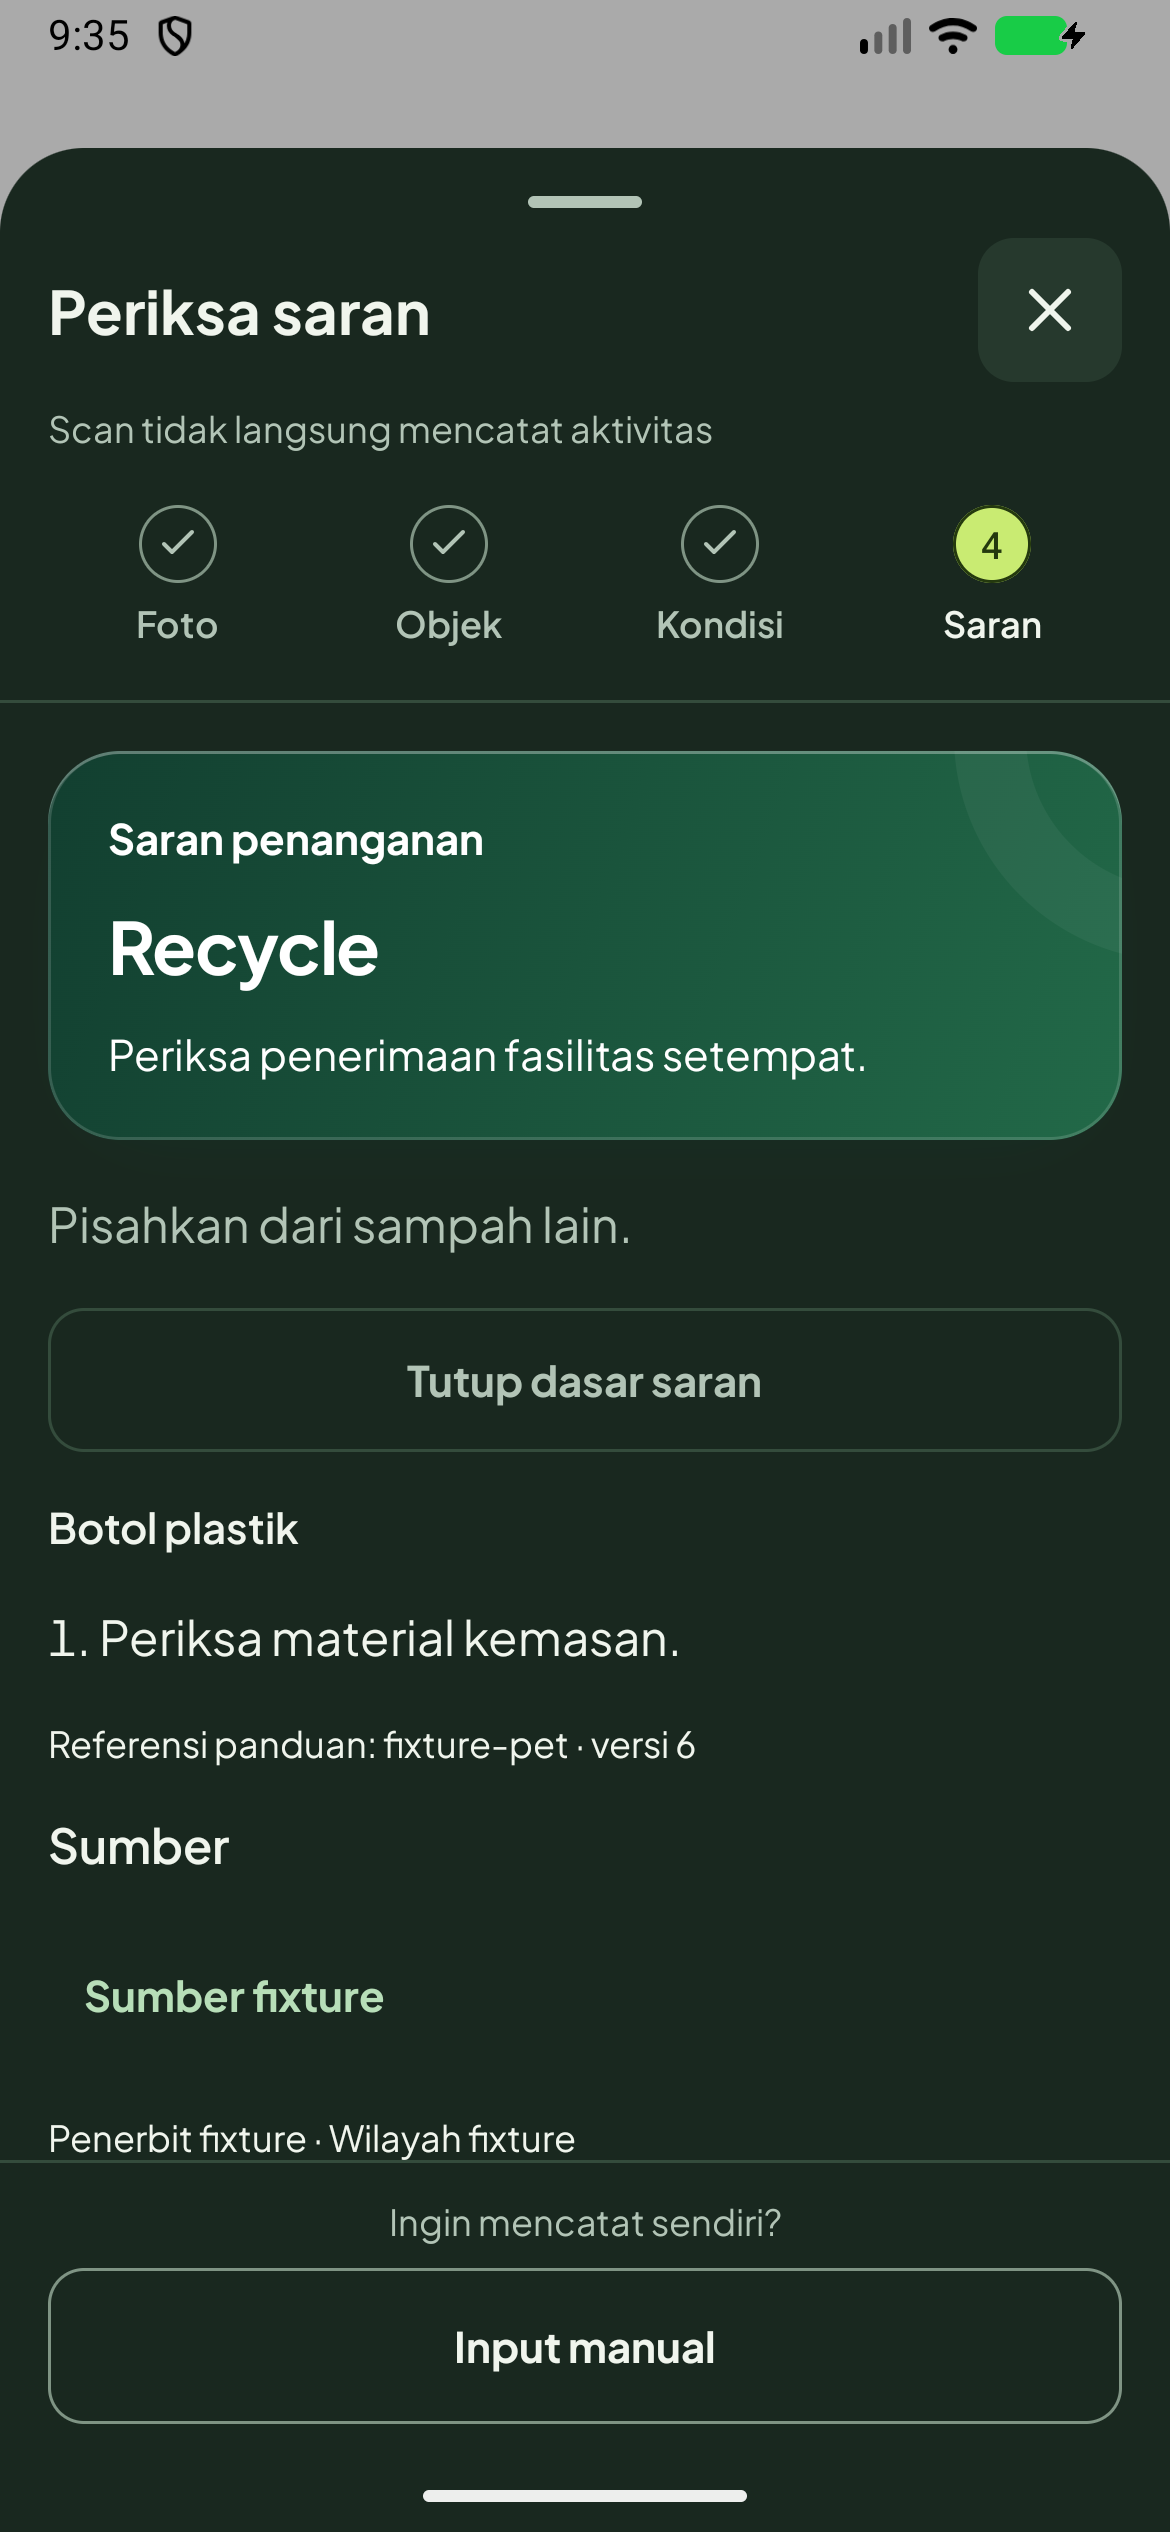 9:35
Periksa saran
Scan tidak langsung mencatat aktivitas
Foto
Objek
Kondisi
4
Saran
Saran penanganan
Recycle
Periksa penerimaan fasilitas setempat.
Pisahkan dari sampah lain.
Tutup dasar saran
Botol plastik
1. Periksa material kemasan.
Referensi panduan: fixture-pet · versi 6
Sumber
Sumber fixture
Penerbit fixture · Wilayah fixture
Ingin mencatat sendiri?
Input manual